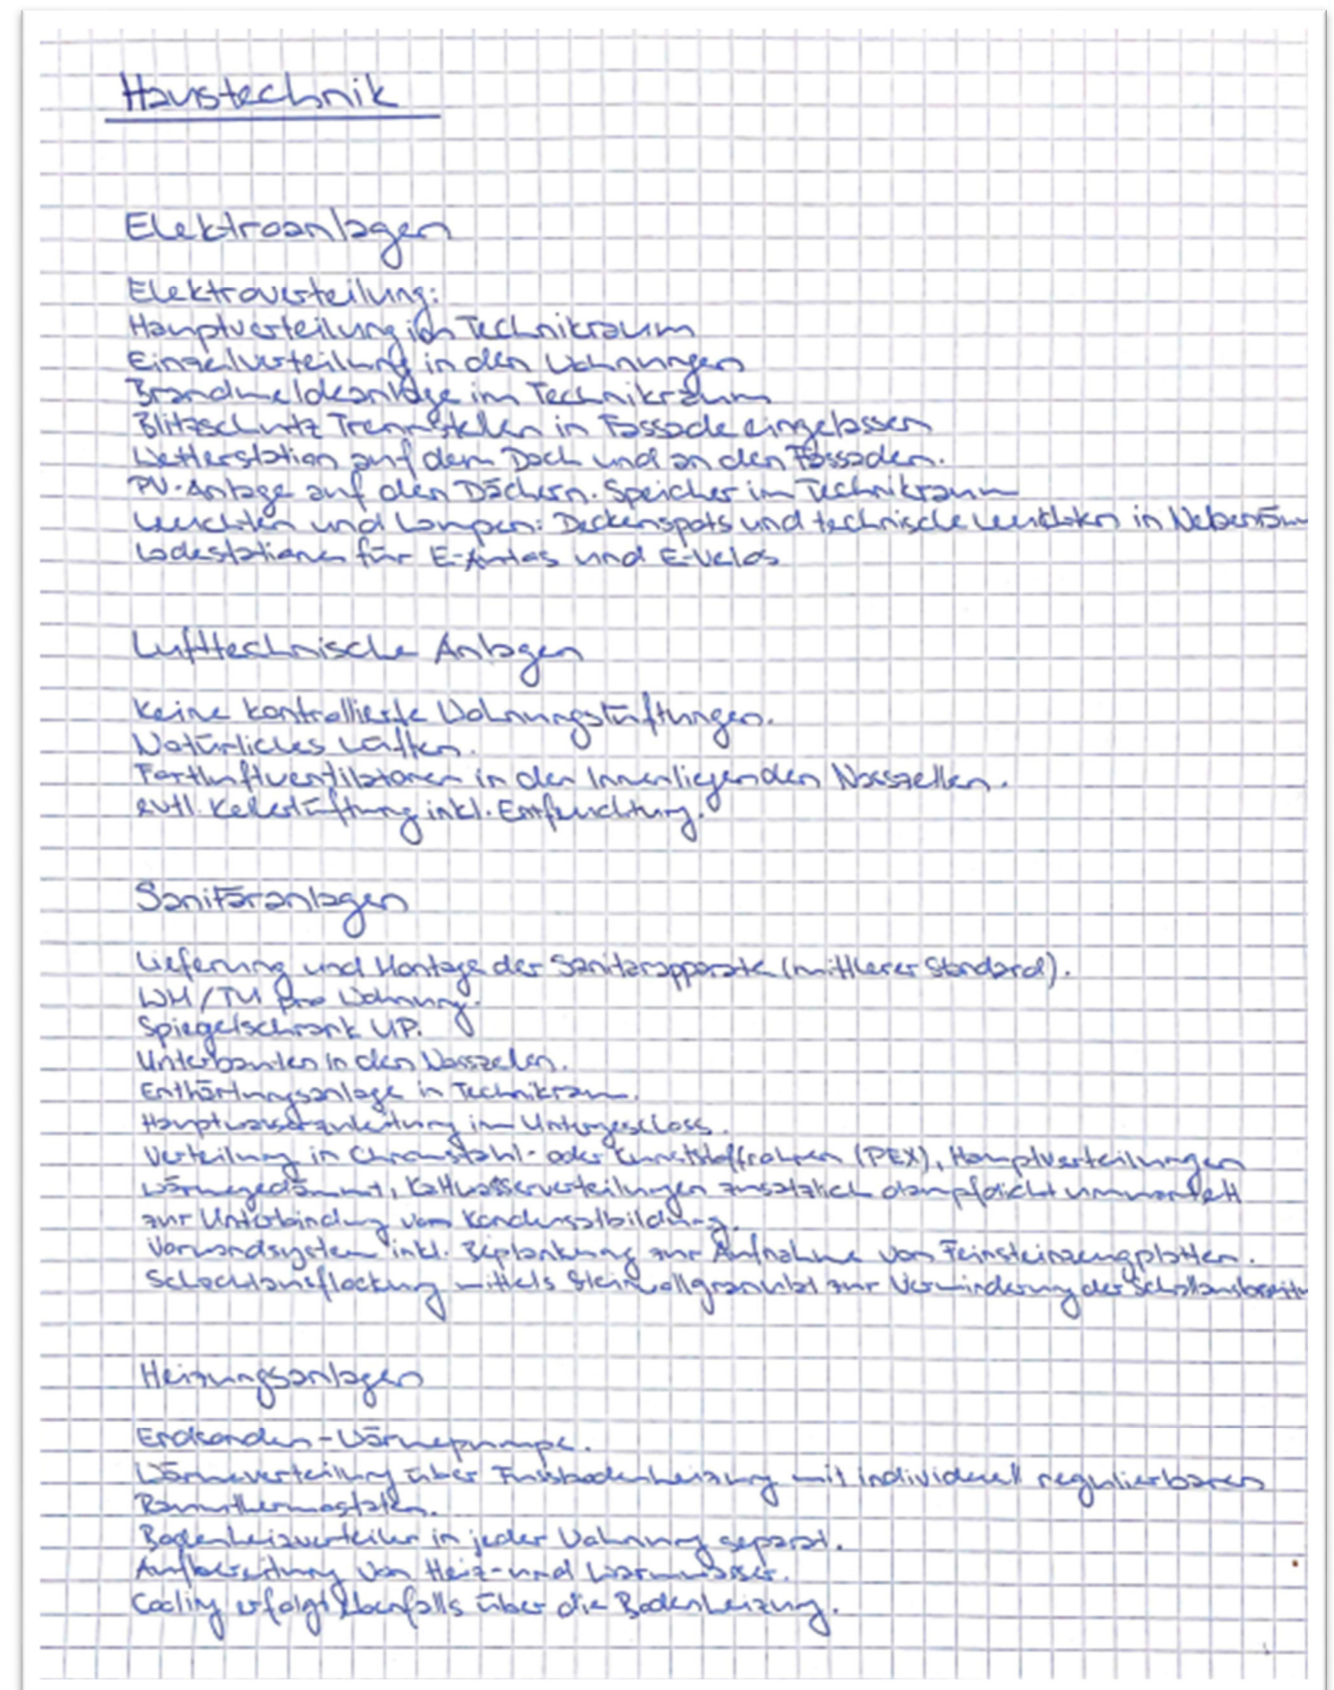 Haustechnik
Elektroanlagen
Elektroverteilung:
Hauptverteilung im Technikraum
Einzelverteilung in den Wohnungen
Brandmeldeanlage im Technikraum
Blitzschutz Trennstellen in Fassade eingelassen
Wetterstation auf dem Dach und an den Fassaden.
PV-Anlage auf den Dächern. Speicher im Technikraum
Leuchten und Lampen: Deckenspots und technische Leuchten in Nebenräum
Ladestationen für E-Autos und E-Velos
Lufttechnische Anlagen
Keine kontrollierte Wohnungslüftungen.
Natürliches Lüften.
Fortluftventilatoren in den Innenliegenden Nasszellen.
evtl. Kellerlüftung inkl. Entfeuchtung.
Sanitäranlagen
Lieferung und Montage der Sanitärapparate (mittlerer Standard).
WM/TM pro Wohnung.
Spiegelschrank UP.
Unterbauten in den Nasszellen.
Enthärtungsanlage in Technikraum.
Hauptwasserzuleitung im Untergeschoss.
Verteilung in Chromstahl- oder Kunststoffrohren (PEX), Hauptverteilungen
wärmegedämmt, Kaltwasserverteilungen zusätzlich dampfdicht ummantelt
zur Unterbindung von Kondensatbildung.
Vorwandsystem inkl. Beplankung zur Aufnahme von Feinsteinzeugplatten.
Schachtausflockung mittels Steinwollgranulat zur Verminderung der Schallausbreitu
Heizungsanlagen
Erdsonden-Wärmepumpe.
Wärmeverteilung über Fussbodenheizung mit individuell regulierbaren
Raumthermostaten.
Bodenheizverteiler in jeder Wohnung separat.
Aufbereitung von Heiz- und Warmwasser.
Cooling erfolgt ebenfalls über die Bodenheizung.